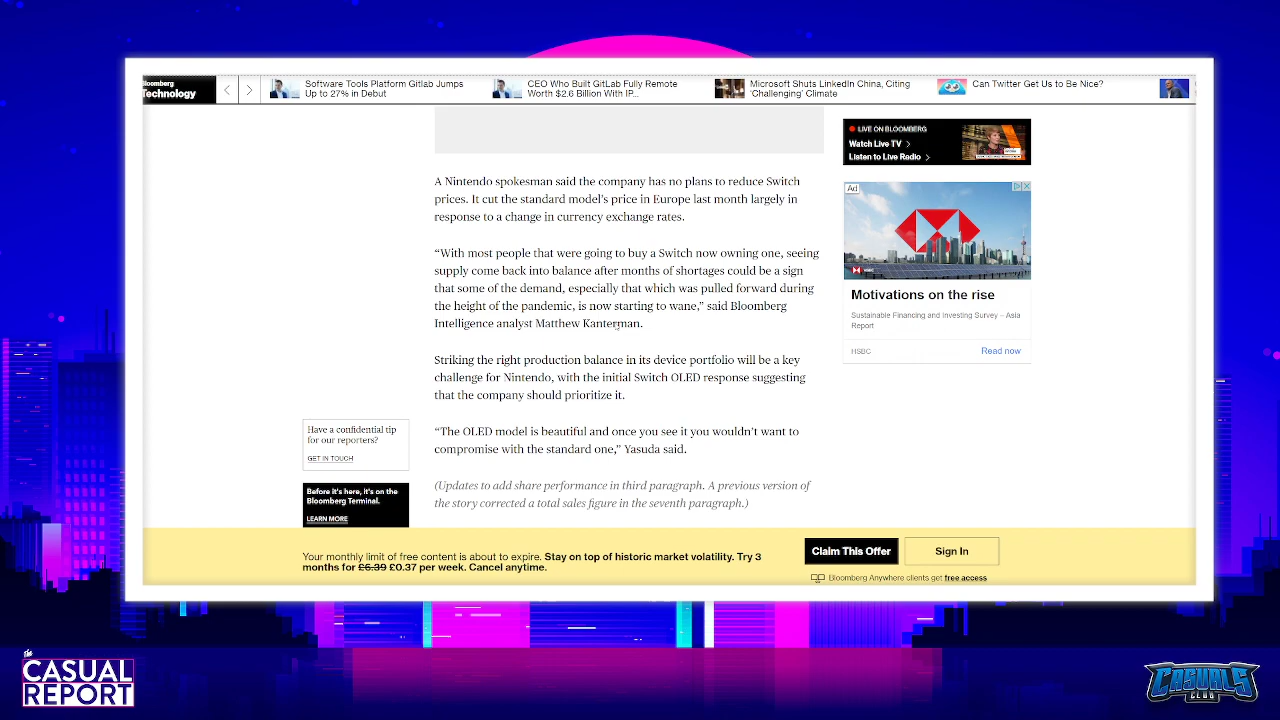 Bloomberg
Technology
Software Tools Platform Gitlab Jumps
Up to 27% in Debut
CEO Who Built GitLab Fully Remote
Worth $2.6 Billion With IP...
Microsoft Shuts Linked China, Citing
'Challenging' Climate
Can Twitter Get Us to Be Nice?
LIVE ON BLOOMBERG
Watch Live TV
Listen to Live Radio
A Nintendo spokesman said the company has no plans to reduce Switch
prices. It cut the standard model's price in Europe last month largely in
response to a change in currency exchange rates.
"With most people that were going to buy a Switch now owning one, seeing
supply come back into balance after months of shortages could be a sign
that some of the demand, especially that which was pulled forward during
the height of the pandemic, is now starting to wane," said Bloomberg
Intelligence analyst Matthew Kanterman.
Striking the right production balance in its device portfolio will be a key
challenge for Nintendo, with the initial Switch OLED response suggesting
that the company should prioritize it.
"The OLED model is beautiful and once you see it you wouldn't want to
compromise with the standard one," Yasuda said.
(Updates to add share performance in third paragraph. A previous version of
the story corrected a total sales figure in the seventh paragraph.)
Ad
HSBC
Motivations on the rise
Sustainable Financing and Investing Survey – Asia
Report
HSBC
Read now
Have a confidential tip
for our reporters?
GET IN TOUCH
Before it's here, it's on the
Bloomberg Terminal.
LEARN MORE
Your monthly limit of free content is about to expire. Stay on top of historic market volatility. Try 3
months for £6.39 £0.37 per week. Cancel anytime.
Claim This Offer
Sign In
Bloomberg Anywhere clients get free access
the
CASUAL
REPORT
CASUALS
CLUB